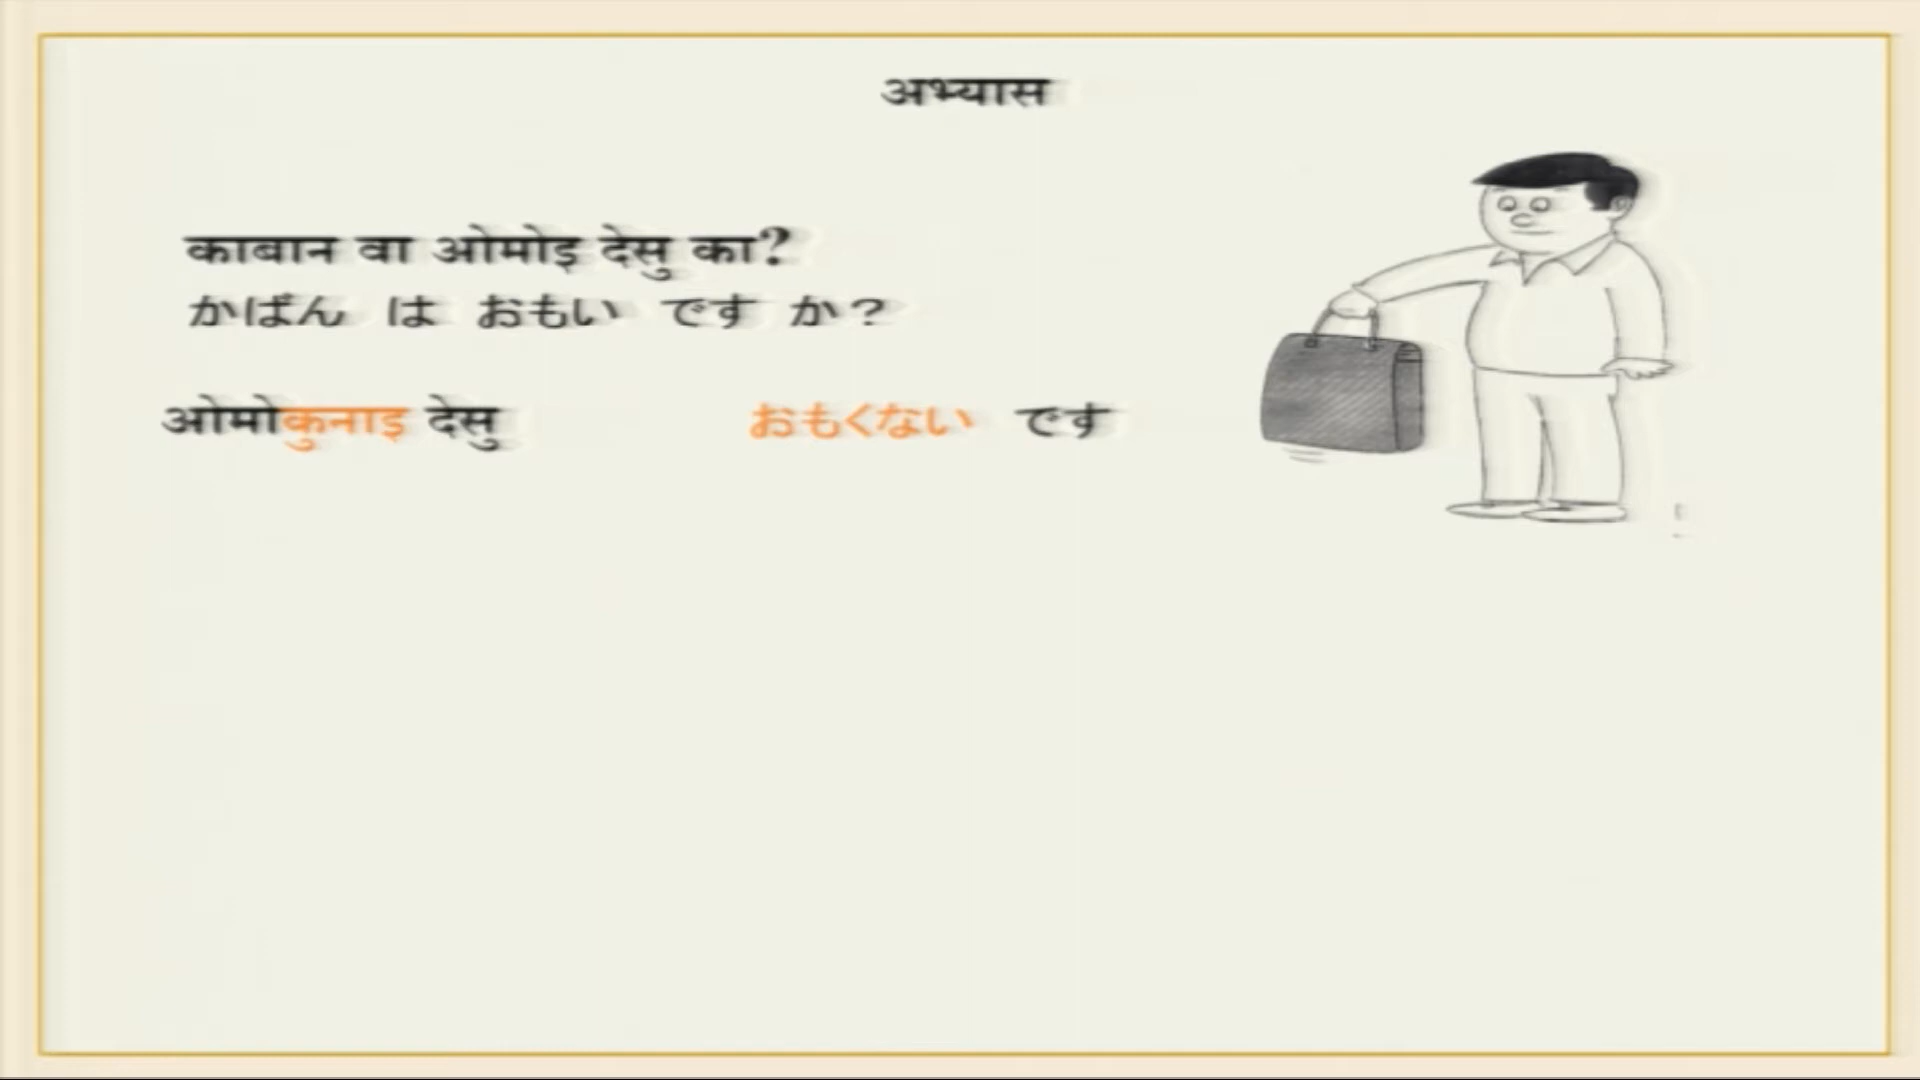 अभ्यास
काबान वा ओमोइ देसु का?
かばん は おもい です か？
ओमोकुनाइ देसु おもくない です